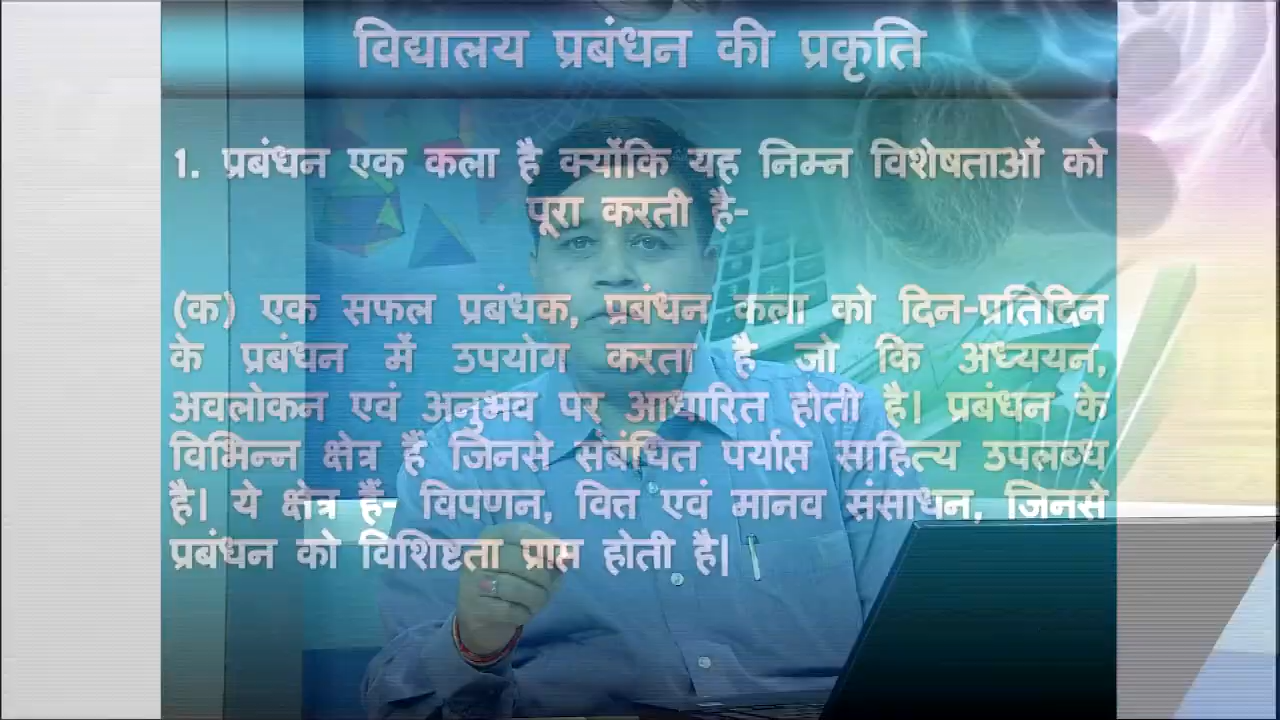 विद्यालय प्रबंधन की प्रकृति
1. प्रबंधन एक कला है क्योंकि यह निम्न विशेषताओं को
पूरा करती है-
(क) एक सफल प्रबंधक, प्रबंधन कला को दिन-प्रतिदिन
के प्रबंधन में उपयोग करता है जो कि अध्ययन,
अवलोकन एवं अनुभव पर आधारित होती है। प्रबंधन के
विभिन्न क्षेत्र हैं जिनसे संबंधित पर्याप्त साहित्य उपलब्ध
है। ये क्षेत्र हैं- विपणन, वित्त एवं मानव संसाधन, जिनसे
प्रबंधन को विशिष्टता प्राप्त होती है|